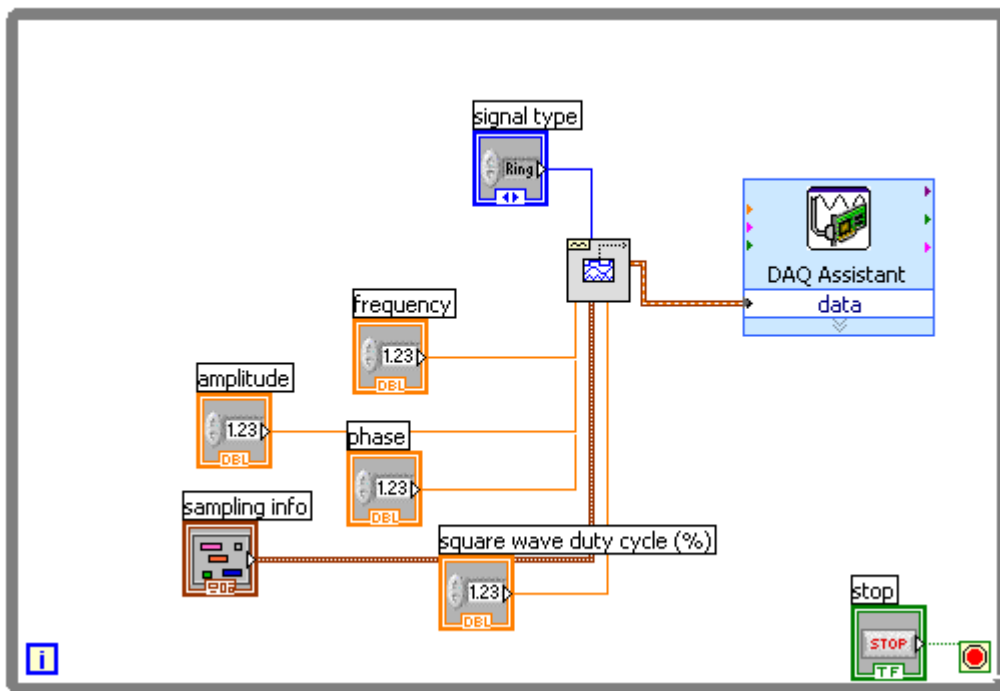 signal type
Ring
DAQ Assistant
data
frequency
1.23
DBL
amplitude
1.23
DBL
phase
1.23
DBL
sampling info
square wave duty cycle (%)
1.23
DBL
stop
STOP
TF
i